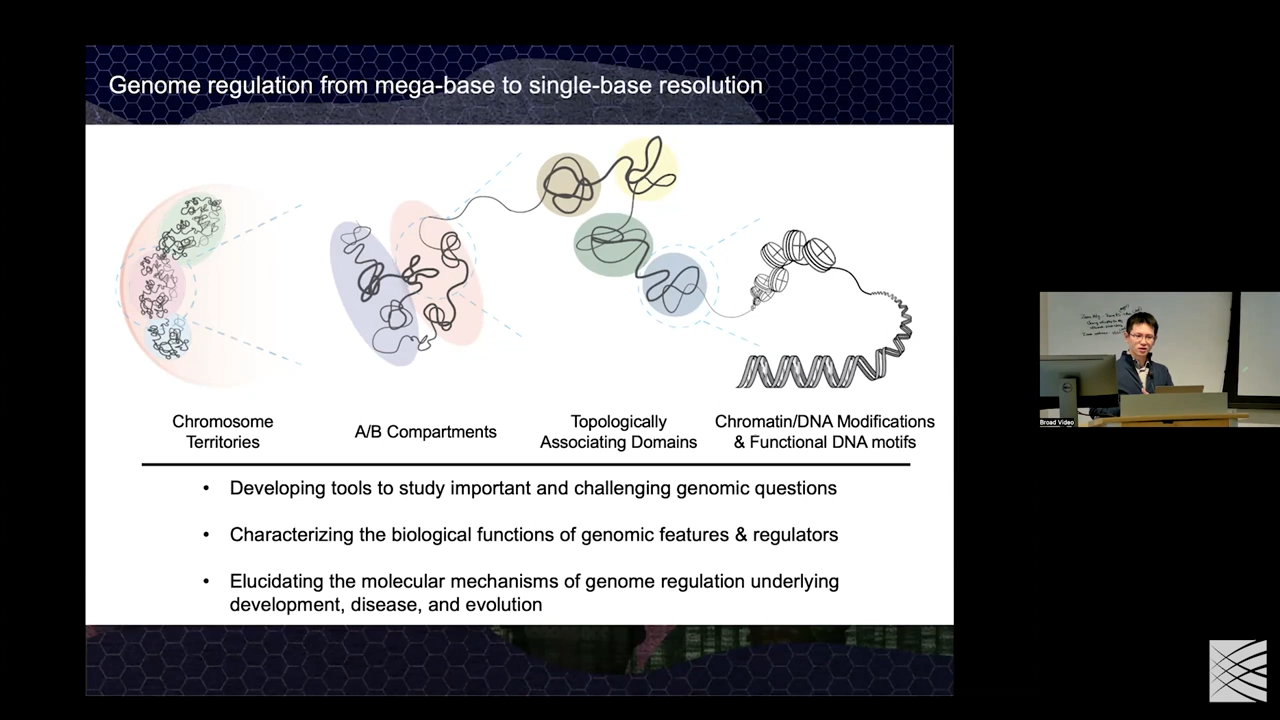 Genome regulation from mega-base to single-base resolution
Chromosome
Territories
A/B Compartments
Topologically
Associating Domains
Chromatin/DNA Modifications
& Functional DNA motifs
• Developing tools to study important and challenging genomic questions
• Characterizing the biological functions of genomic features & regulators
• Elucidating the molecular mechanisms of genome regulation underlying
development, disease, and evolution
Broad Video